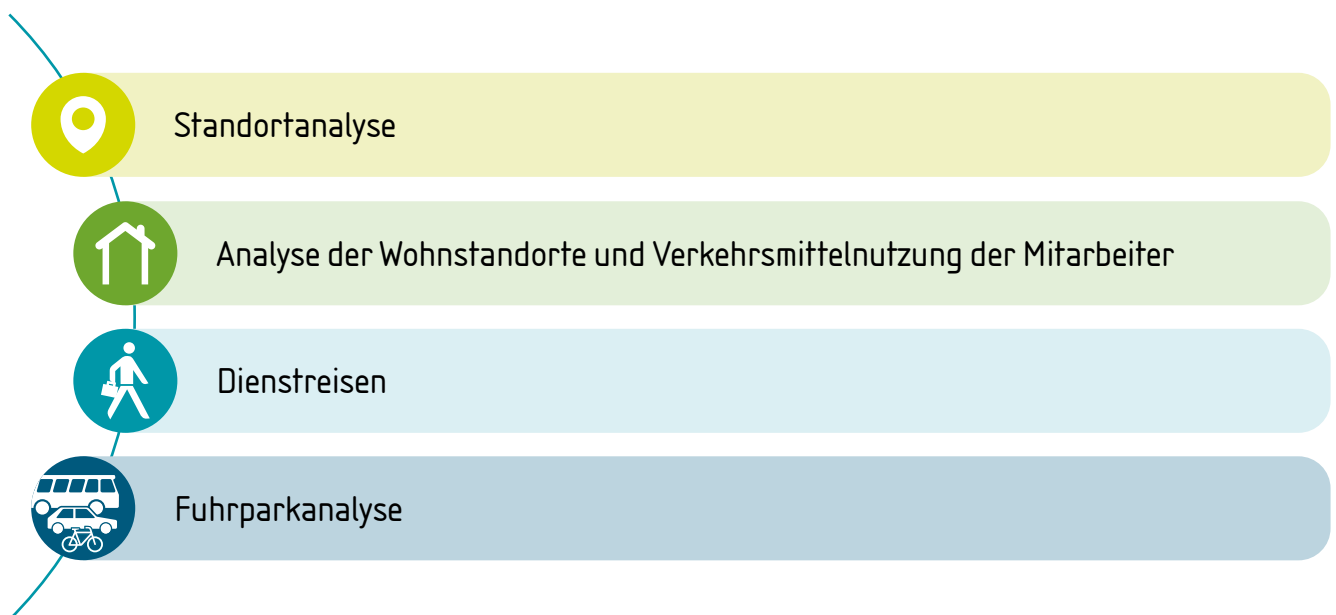 Standortanalyse
Analyse der Wohnstandorte und Verkehrsmittelnutzung der Mitarbeiter
Dienstreisen
Fuhrparkanalyse